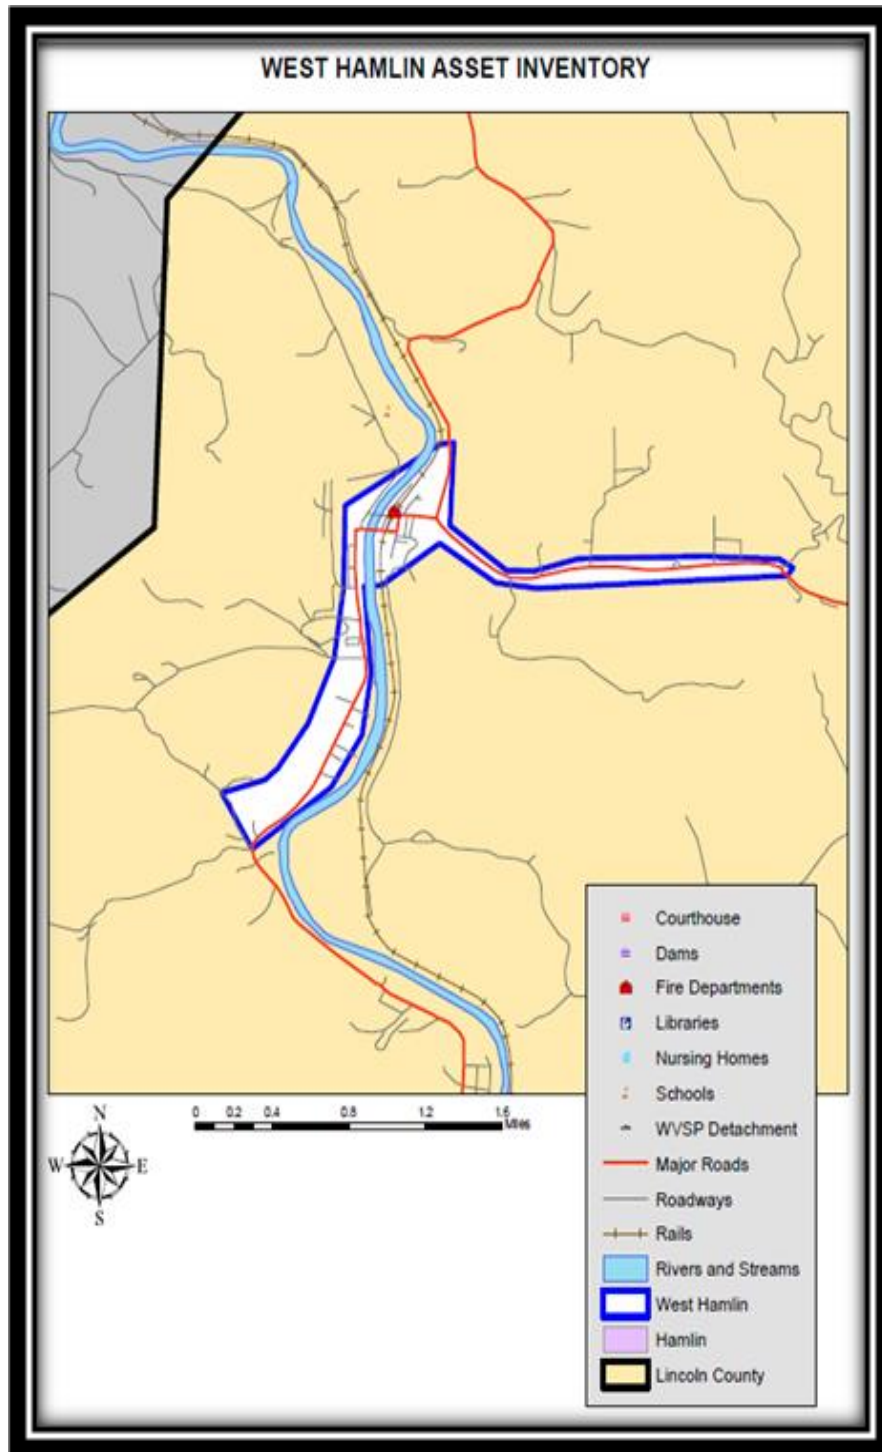 WEST HAMLIN ASSET INVENTORY
Courthouse
Dams
Fire Departments
Libraries
Nursing Homes
Schools
WVSP Detachment
Major Roads
Roadways
Rails
Rivers and Streams
West Hamlin
Hamlin
Lincoln County
0 0.2 0.4 0.8 1.2 1.6
Miles
N
W E
S